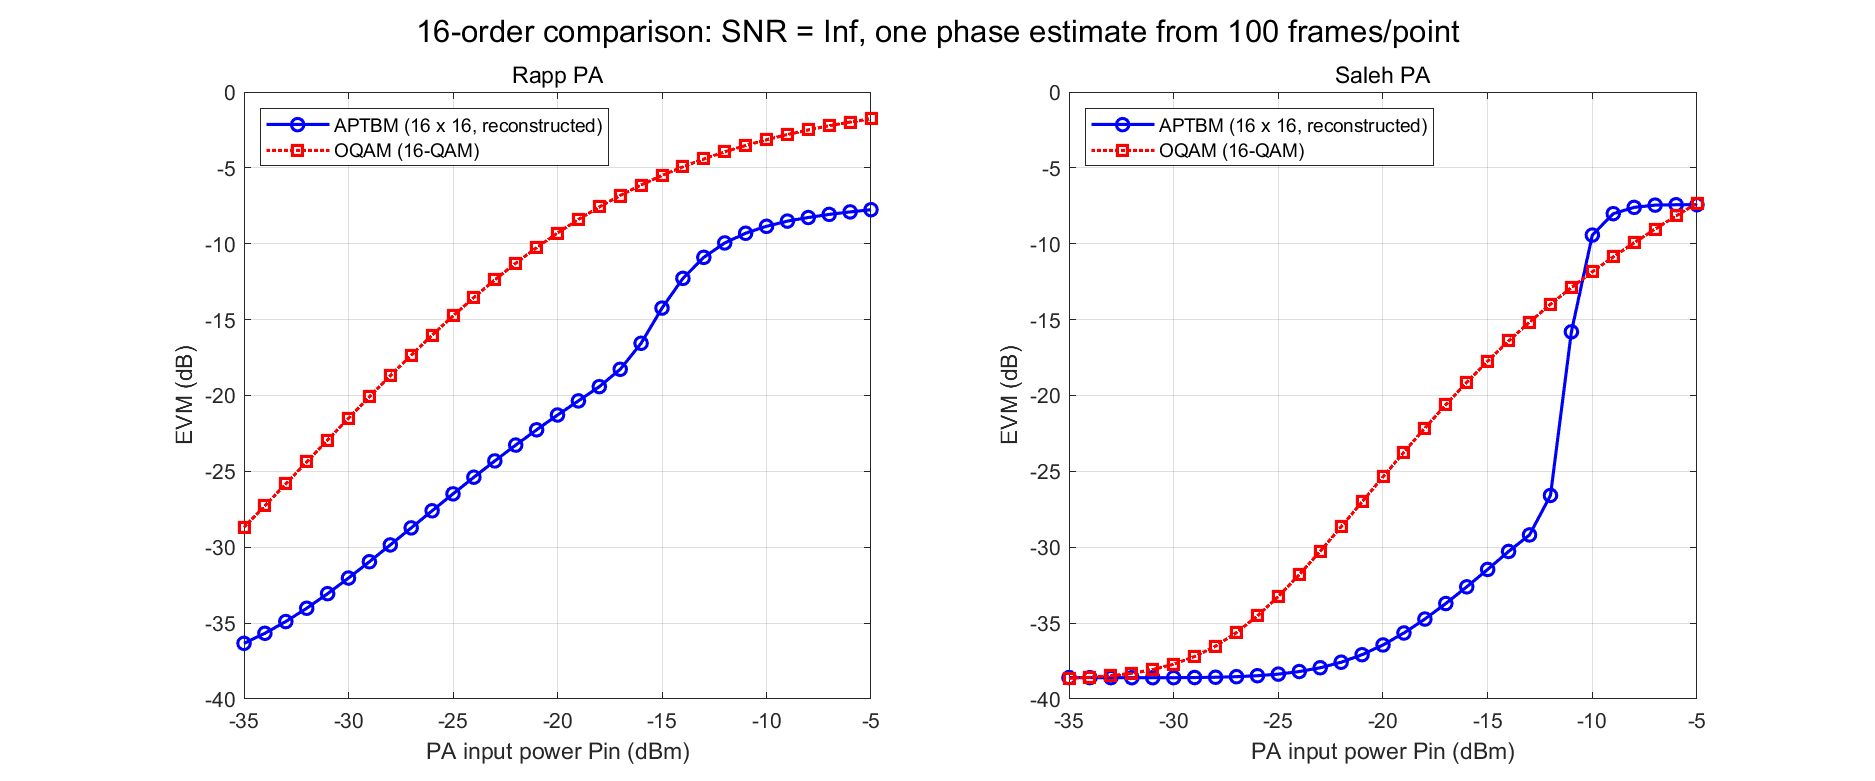 16-order comparison: SNR = Inf, one phase estimate from 100 frames/point
Rapp PA
APTBM (16 x 16, reconstructed)
OQAM (16-QAM)
0
-5
-10
-15
-20
-25
-30
-35
-40
EVM (dB)
-35 -30 -25 -20 -15 -10 -5
PA input power Pin (dBm)
Saleh PA
APTBM (16 x 16, reconstructed)
OQAM (16-QAM)
0
-5
-10
-15
-20
-25
-30
-35
-40
EVM (dB)
-35 -30 -25 -20 -15 -10 -5
PA input power Pin (dBm)